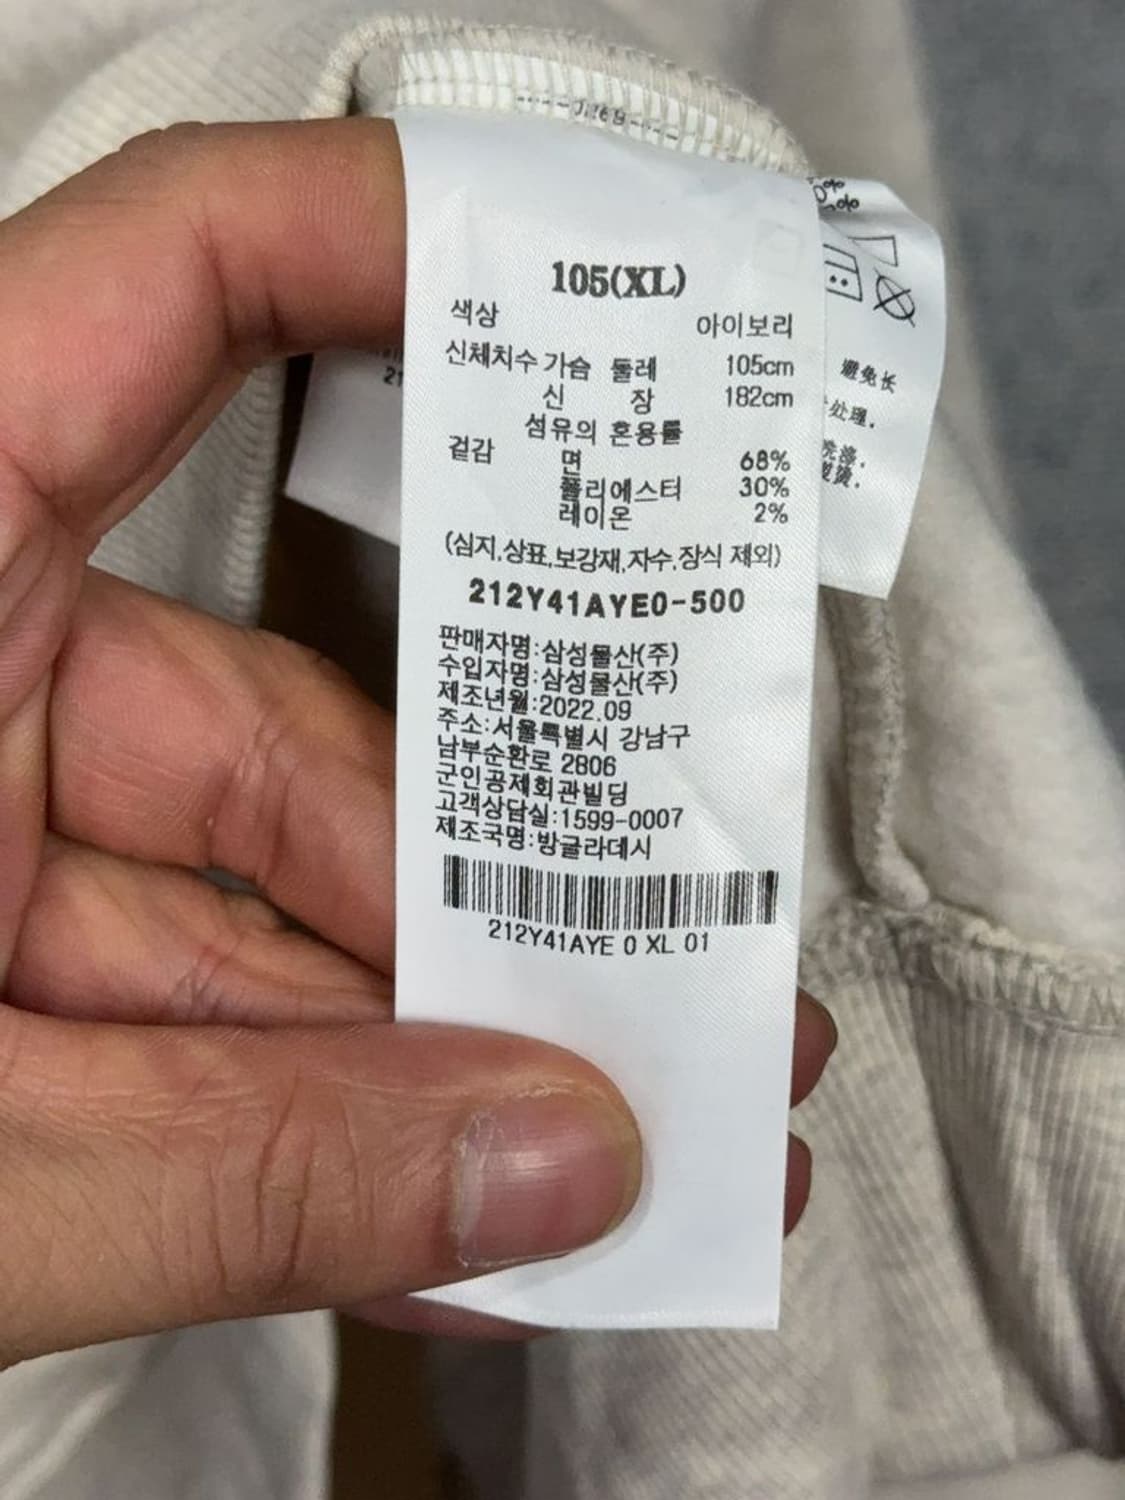 105(XL)
색상 아이보리
신체치수 가슴 둘레 105cm
신 장 182cm
섬유의 혼용률
겉감 면 68%
폴리에스터 30%
레이온 2%
(심지,상표,보강재,자수,장식 제외)
212Y41AYE0-500
판매자명:삼성물산(주)
수입자명:삼성물산(주)
제조년월:2022.09
주소:서울특별시 강남구
남부순환로 2806
군인공제회관빌딩
고객상담실:1599-0007
제조국명:방글라데시
212Y41AYE 0 XL 01
避免长
处理.
21